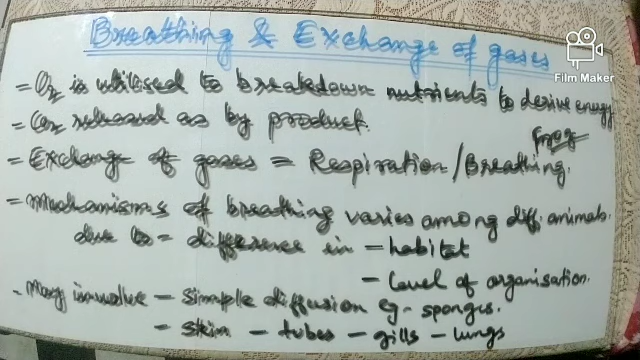 Breathing & Exchange of gases
Film Maker
= O2 is utilised to breakdown nutrients to derive energy
= Co2 released as by product.
Frog
= Exchange of gases = Respiration/Breathing.
= Mechanisms of breathing varies among diff. animals.
due to = difference in - habitat
- Level of organisation.
- May involve - Simple diffusion eg - sponges.
- Skin - tubes - gills - lungs